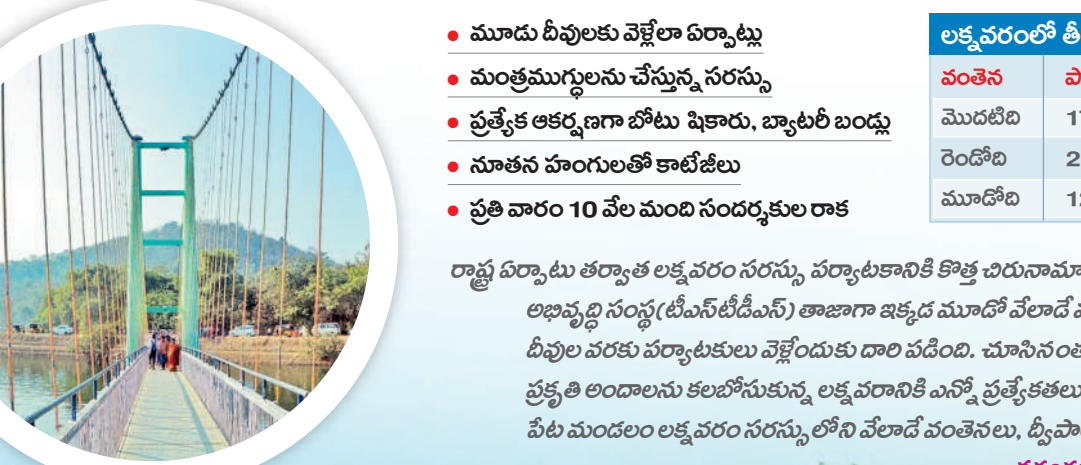 మూడు దీవులకు వెళ్లేలా ఏర్పాట్లు
మంత్రముగ్ధులను చేస్తున్న సరస్సు
ప్రత్యేక ఆకర్షణగా బోటు షికారు, బ్యాటరీ బండ్లు
నూతన హంగులతో కాటేజీలు
ప్రతి వారం 10 వేల మంది సందర్శకుల రాక
లక్నవరంలో
వంతెన
మొదటిది
రెండోది
మూడోది
రాష్ట్ర ఏర్పాటు తర్వాత లక్నవరం సరస్సు పర్యాటకానికి కొత్త చిరునామా
అభివృద్ధి సంస్థ(టీఎస్‌టీడీఎస్) తాజాగా ఇక్కడ మూడో వేలాడే
దీవుల వరకు పర్యాటకులు వెళ్లేందుకు దారి పడింది. చూసినంత
ప్రకృతి అందాలను కలబోసుకున్న లక్నవరానికి ఎన్నో ప్రత్యేకతలు
పేట మండలం లక్నవరం సరస్సులోని వేలాడే వంతెనలు,